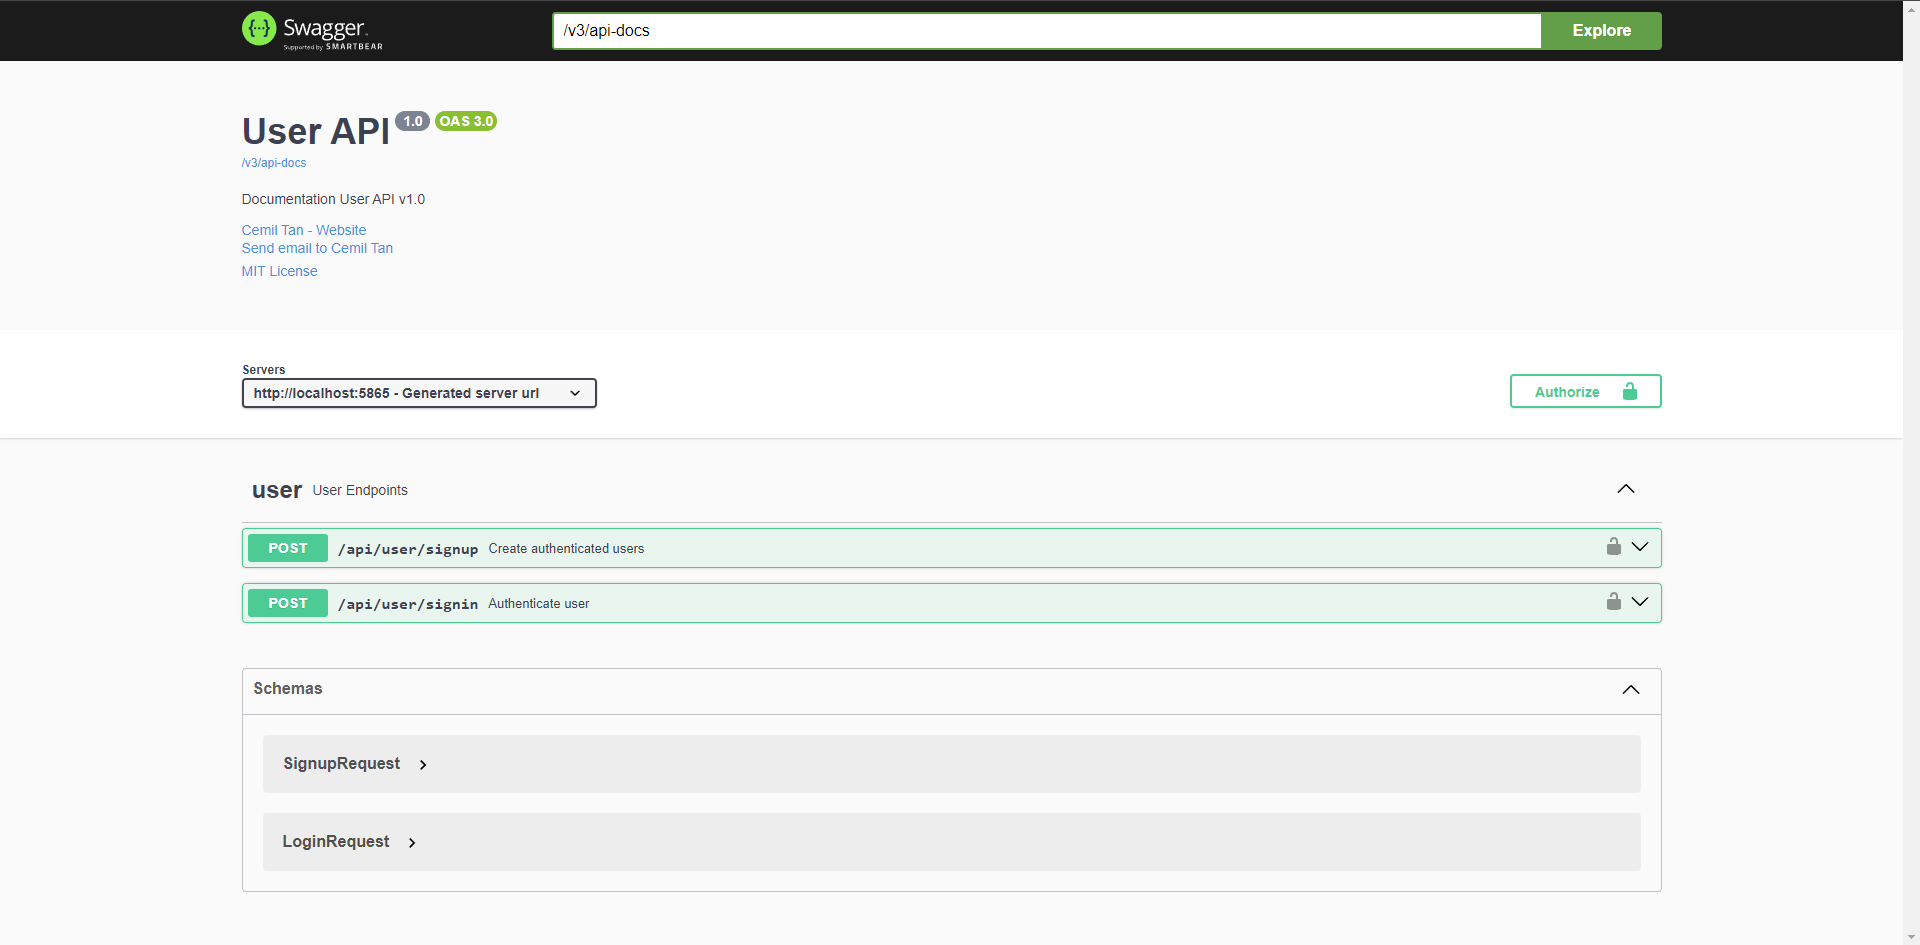 Swagger
Supported by SMARTBEAR
/v3/api-docs
Explore
User API 1.0 OAS 3.0
/v3/api-docs
Documentation User API v1.0
Cemil Tan - Website
Send email to Cemil Tan
MIT License
Servers
http://localhost:5865 - Generated server url
Authorize
user User Endpoints
POST /api/user/signup Create authenticated users
POST /api/user/signin Authenticate user
Schemas
SignupRequest
LoginRequest